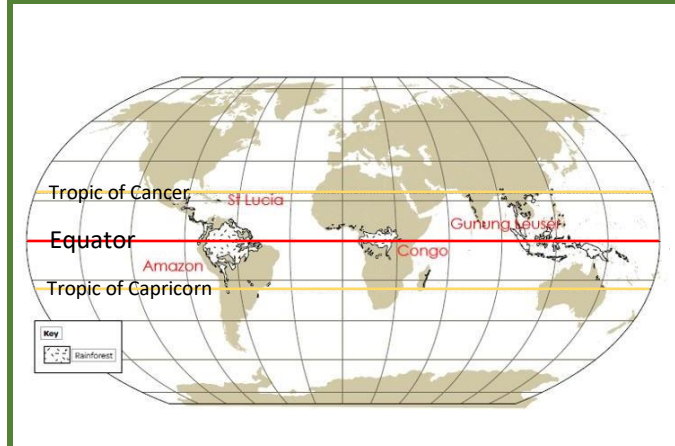 Tropic of Cancer
St Lucia
Equator
Gunung Leuser
Amazon
Congo
Tropic of Capricorn
Key
Rainforest